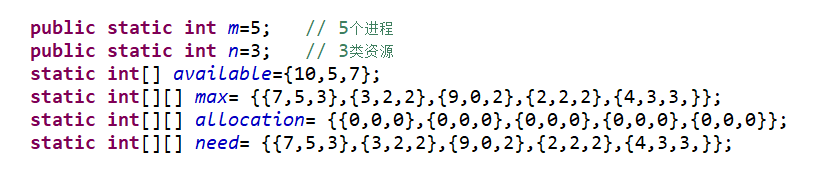 public static int m=5;   // 5个进程
public static int n=3;   // 3类资源
static int[] available={10,5,7};
static int[][] max= {{7,5,3},{3,2,2},{9,0,2},{2,2,2},{4,3,3,}};
static int[][] allocation= {{0,0,0},{0,0,0},{0,0,0},{0,0,0},{0,0,0}};
static int[][] need= {{7,5,3},{3,2,2},{9,0,2},{2,2,2},{4,3,3,}};